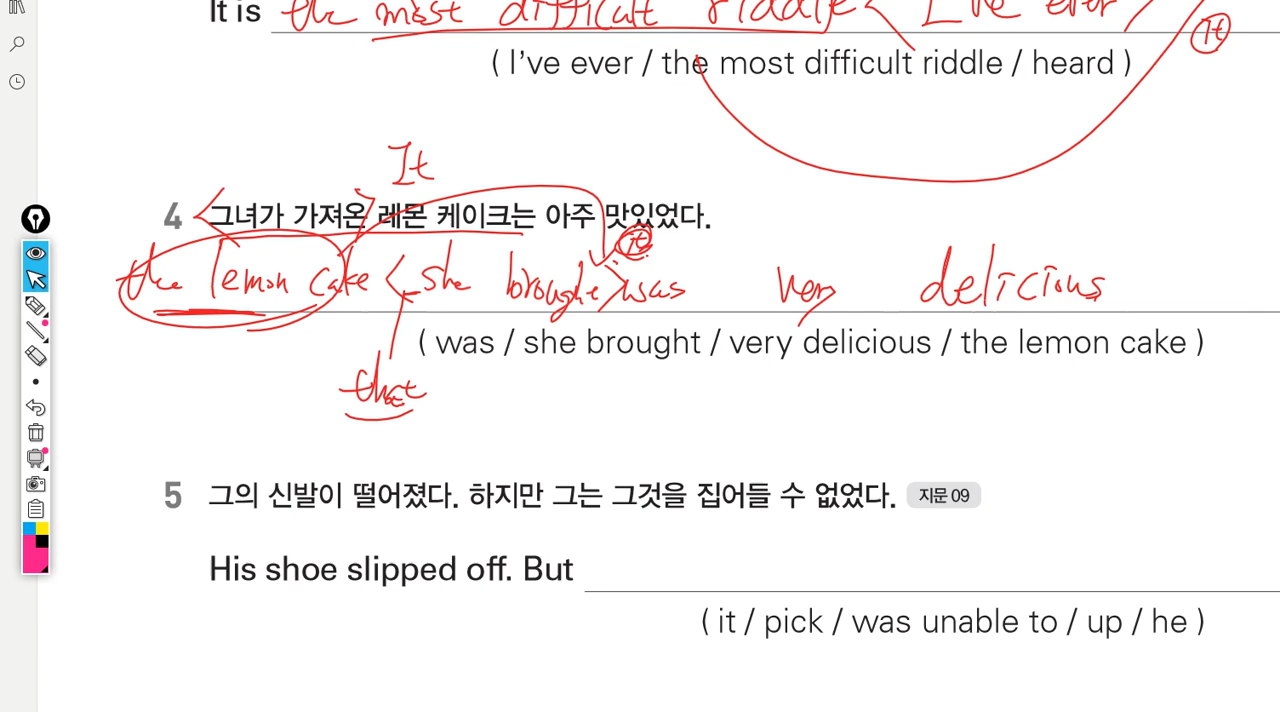 It is the most difficult riddle < I've ever
It
( I've ever / the most difficult riddle / heard )
It
4 <그녀가 가져온> 레몬 케이크는 아주 맛있었다.
it
the lemon cake < she brought > was very delicious
( was / she brought / very delicious / the lemon cake )
that
5 그의 신발이 떨어졌다. 하지만 그는 그것을 집어들 수 없었다. 지문 09
His shoe slipped off. But
( it / pick / was unable to / up / he )